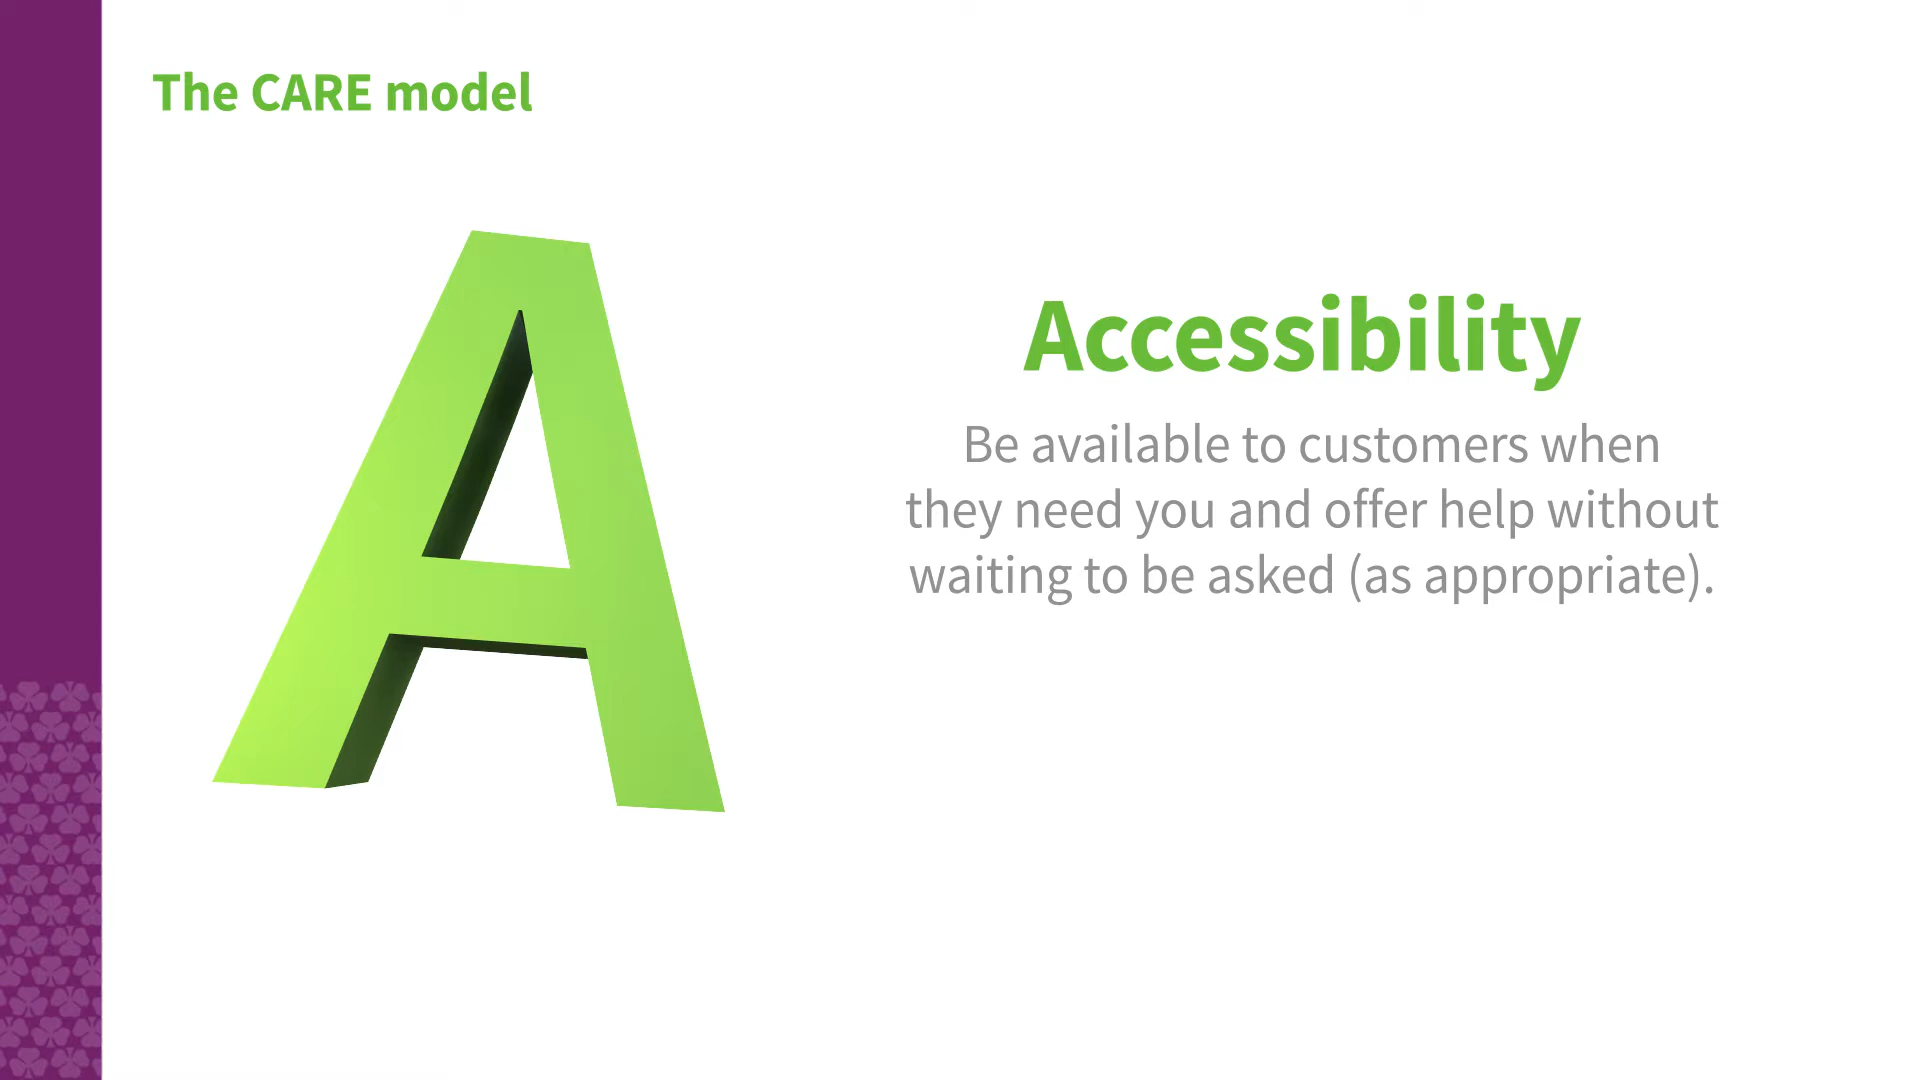 The CARE model
A
Accessibility
Be available to customers when
they need you and offer help without
waiting to be asked (as appropriate).